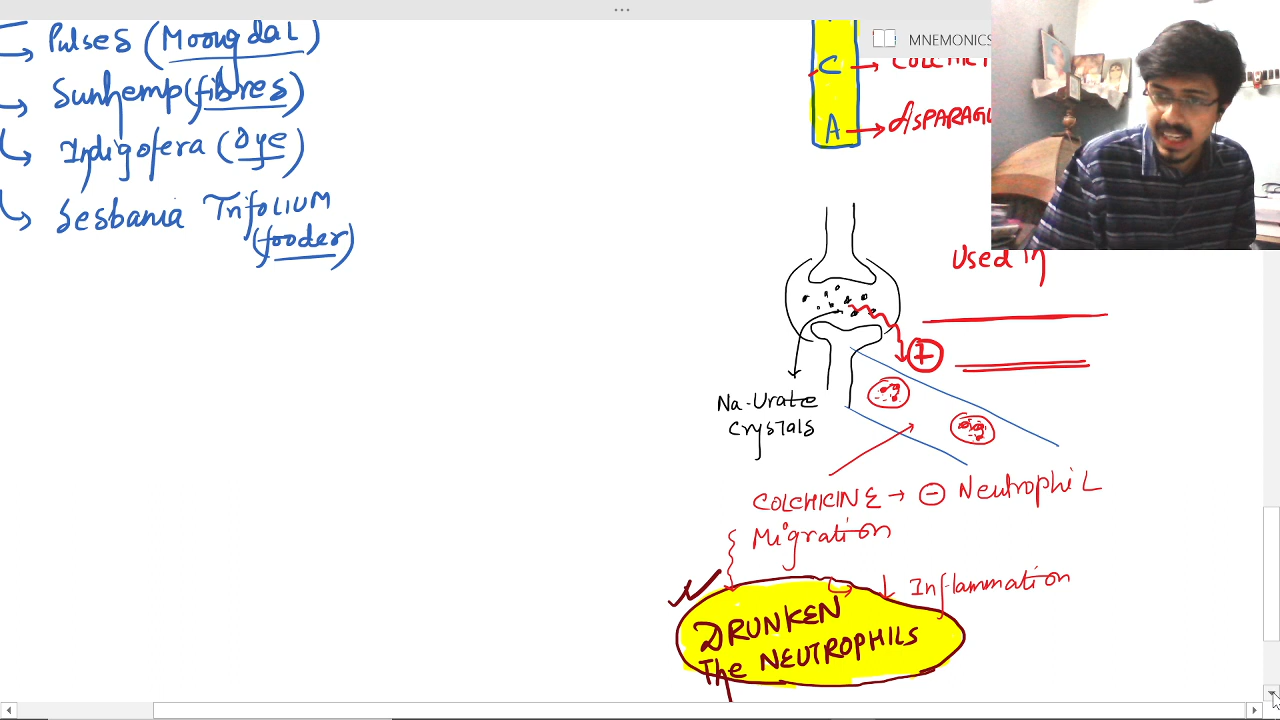 Pulses (Moong dal)
Sunhemp (fibres)
Indigofera (Dye)
Sesbania Trifolium
(fooder)
MNEMONICS
C →
A → ASPARAGU
Used in
+
Na-Urate
Crystals
COLCHICINE → ⊖ Neutrophil
Migration
↓ Inflammation
DRUNKEN
The NEUTROPHILS